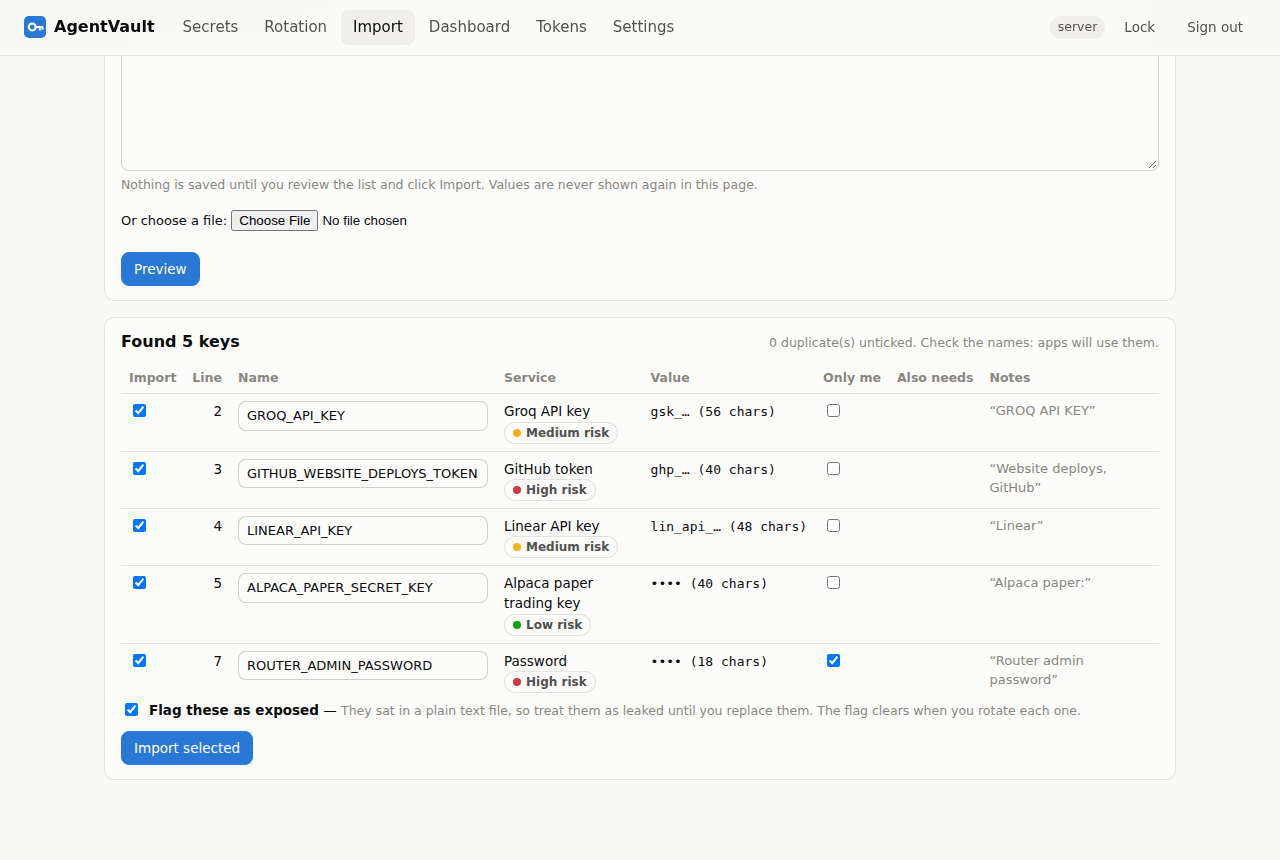 AgentVault Secrets Rotation Import Dashboard Tokens Settings server Lock Sign out
Nothing is saved until you review the list and click Import. Values are never shown again in this page.
Or choose a file: Choose File No file chosen
Preview
Found 5 keys 0 duplicate(s) unticked. Check the names: apps will use them.
Import Line Name Service Value Only me Also needs Notes
2 GROQ_API_KEY Groq API key gsk_… (56 chars) “GROQ API KEY”
Medium risk
3 GITHUB_WEBSITE_DEPLOYS_TOKEN GitHub token ghp_… (40 chars) “Website deploys,
High risk GitHub”
4 LINEAR_API_KEY Linear API key lin_api_… (48 chars) “Linear”
Medium risk
5 ALPACA_PAPER_SECRET_KEY Alpaca paper •••• (40 chars) “Alpaca paper:”
trading key
Low risk
7 ROUTER_ADMIN_PASSWORD Password •••• (18 chars) “Router admin
High risk password”
Flag these as exposed — They sat in a plain text file, so treat them as leaked until you replace them. The flag clears when you rotate each one.
Import selected